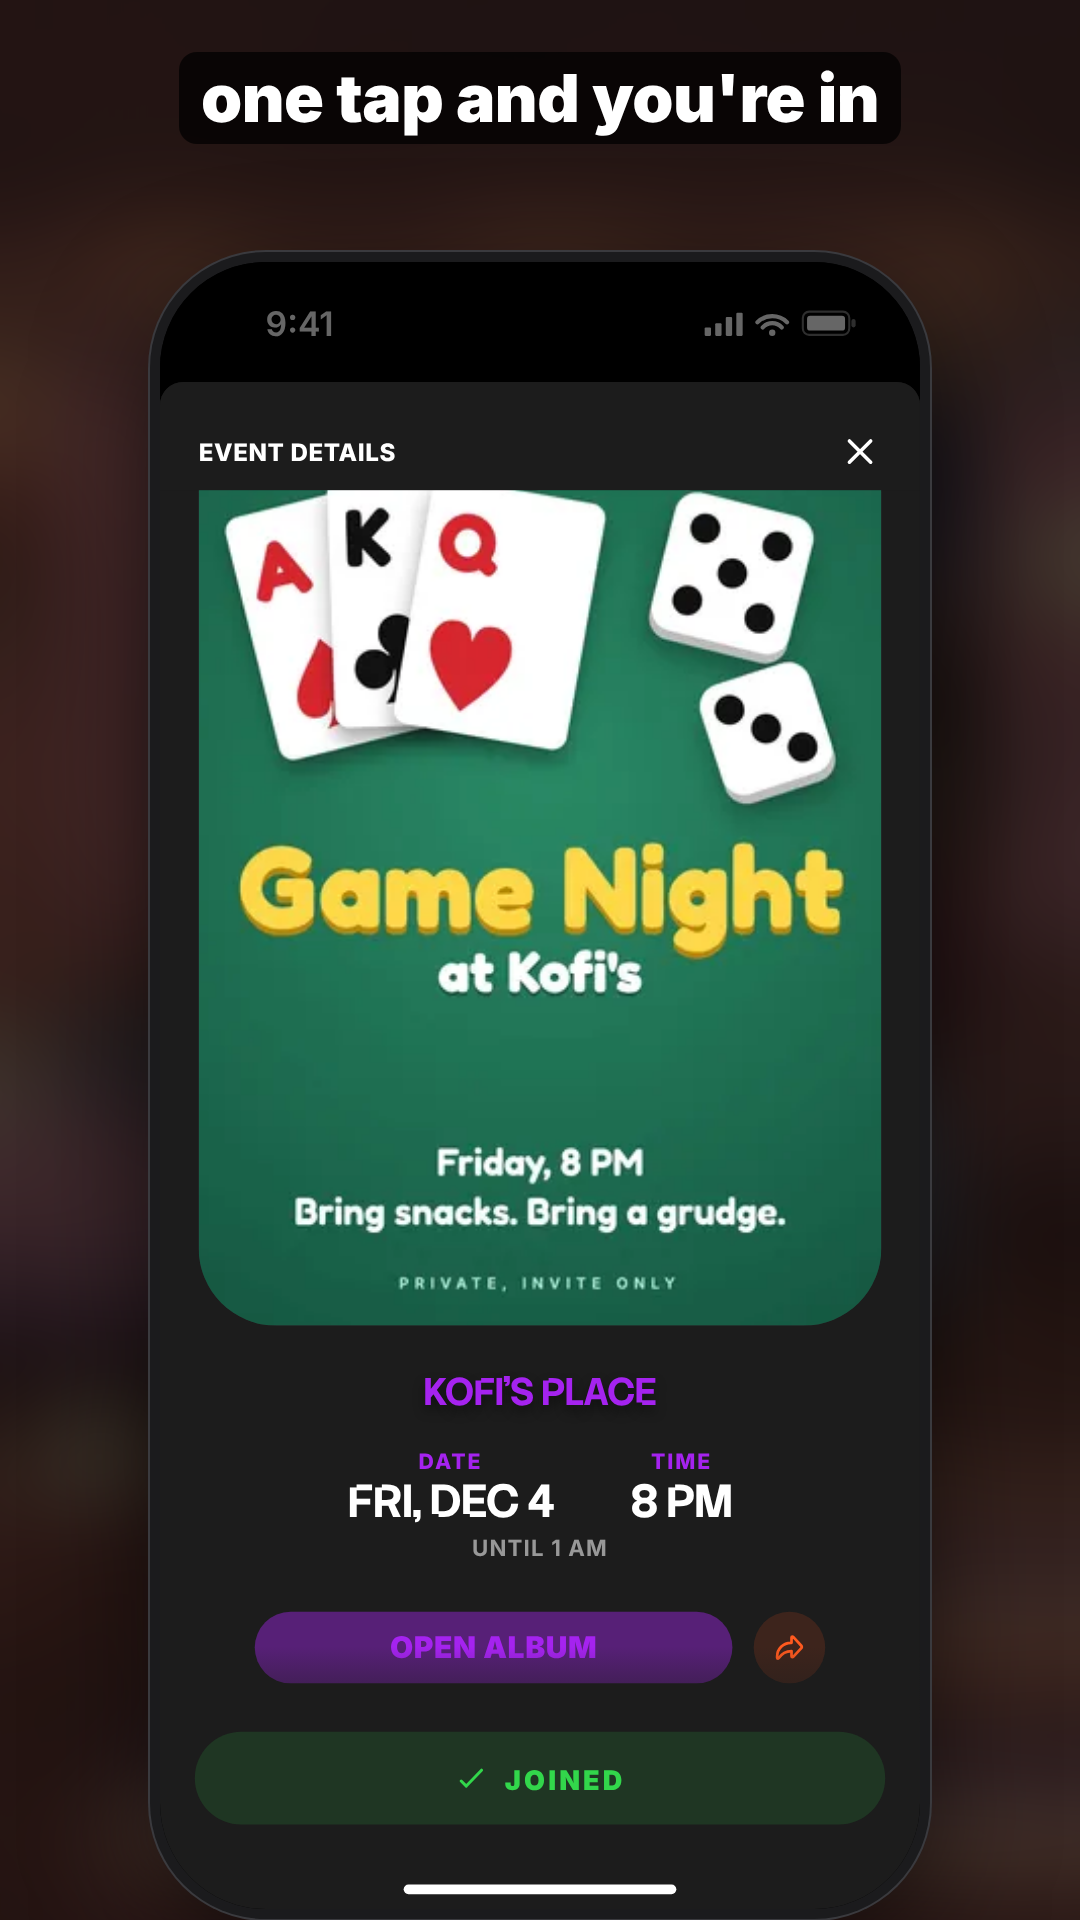 one tap and you're in
9:41
EVENT DETAILS
A
K
Q
Game Night
at Kofi's
Friday, 8 PM
Bring snacks. Bring a grudge.
PRIVATE, INVITE ONLY
KOFI'S PLACE
DATE
TIME
FRI, DEC 4
8 PM
UNTIL 1 AM
OPEN ALBUM
JOINED